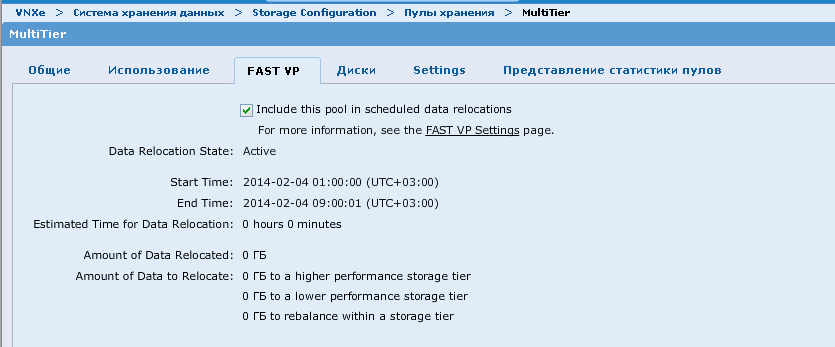 VNXe > Система хранения данных > Storage Configuration > Пулы хранения > MultiTier
MultiTier
Общие Использование FAST VP Диски Settings Представление статистики пулов
Include this pool in scheduled data relocations
For more information, see the FAST VP Settings page.
Data Relocation State: Active
Start Time: 2014-02-04 01:00:00 (UTC+03:00)
End Time: 2014-02-04 09:00:01 (UTC+03:00)
Estimated Time for Data Relocation: 0 hours 0 minutes
Amount of Data Relocated: 0 ГБ
Amount of Data to Relocate: 0 ГБ to a higher performance storage tier
0 ГБ to a lower performance storage tier
0 ГБ to rebalance within a storage tier